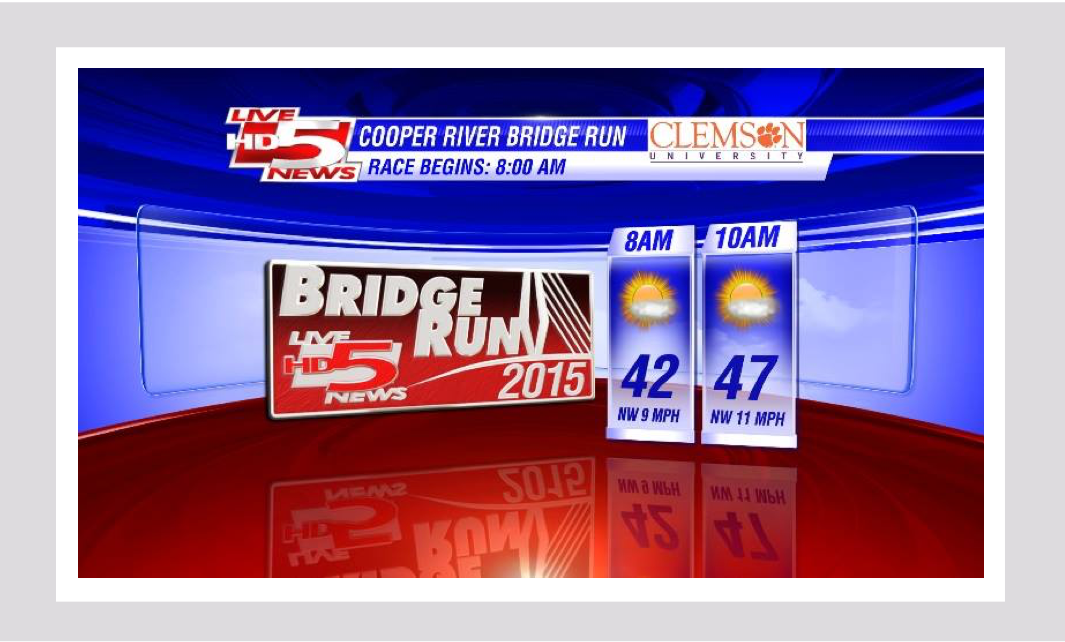 LIVE
HD 5
NEWS
COOPER RIVER BRIDGE RUN
CLEMSON
UNIVERSITY
RACE BEGINS: 8:00 AM
BRIDGE
RUN
LIVE
HD 5
NEWS
2015
8AM
42
NW 9 MPH
10AM
47
NW 11 MPH